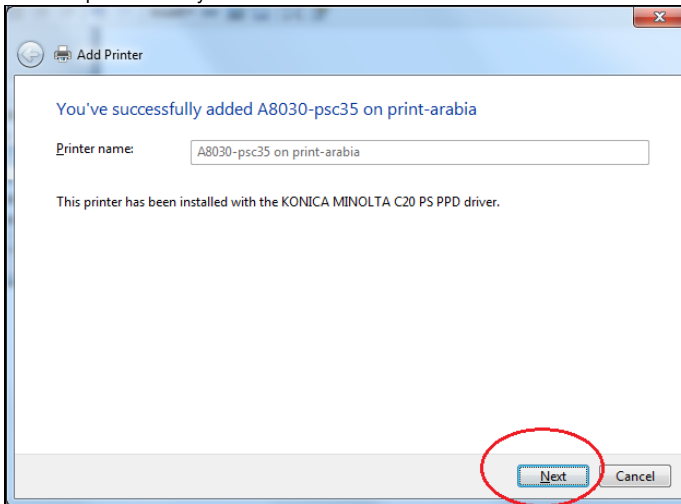 Add Printer
You've successfully added A8030-psc35 on print-arabia
Printer name: A8030-psc35 on print-arabia
This printer has been installed with the KONICA MINOLTA C20 PS PPD driver.
Next Cancel